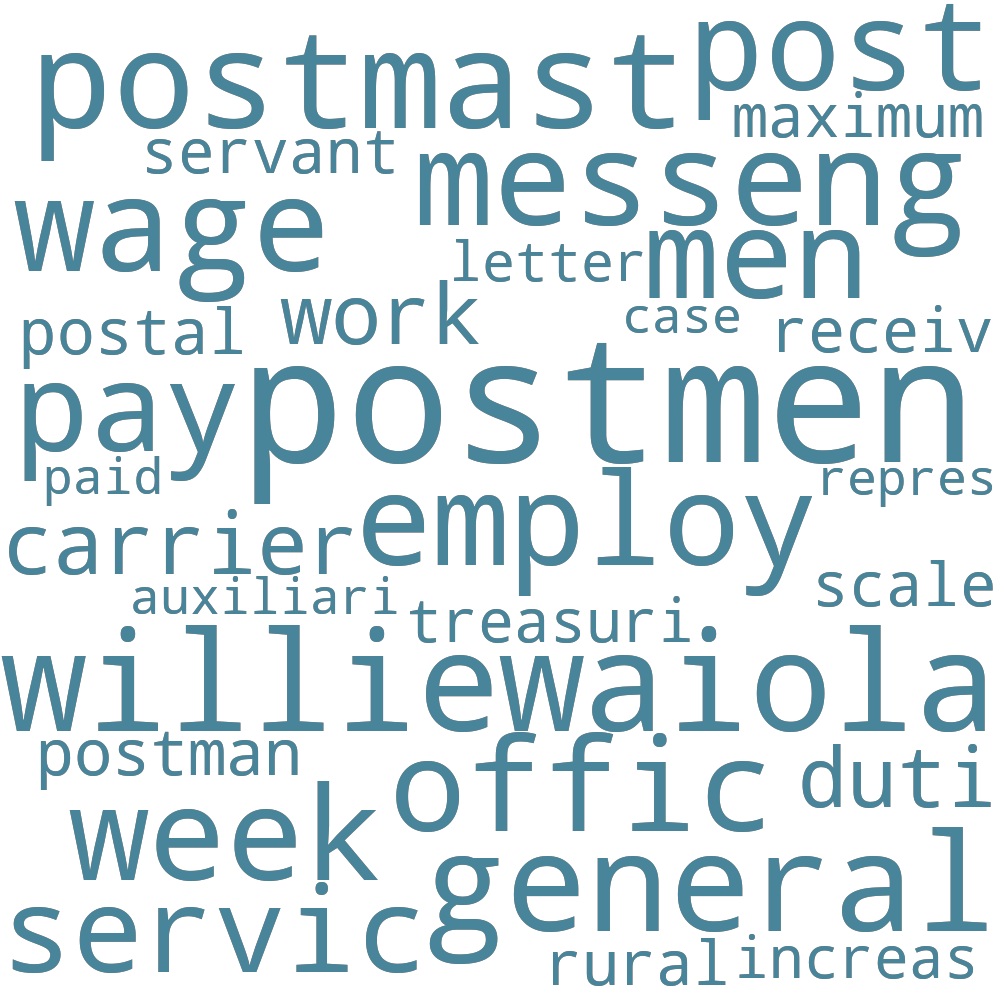 postmast
post
maximum
servant
messeng
wage
men
letter
work
case
postal
receiv
postmen
pay
paid
repres
employ
carrier
scale
auxiliari
treasuri
williewaiola
postman
offic
duti
week
general
servic
rural
increas